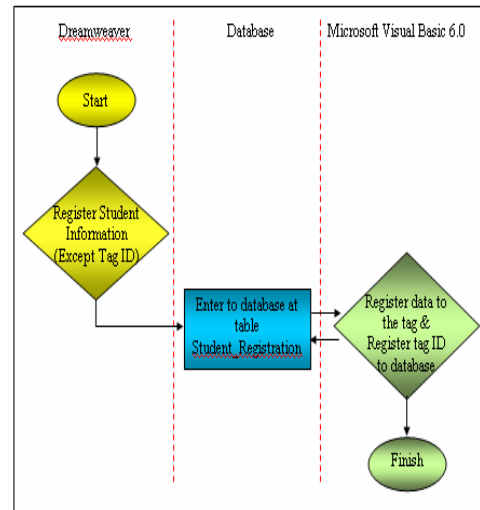 Dreamweaver
Database
Microsoft Visual Basic 6.0
Start
Register Student
Information
(Except Tag ID)
Enter to database at
table
Student_Registration
Register data to
the tag &
Register tag ID
to database
Finish